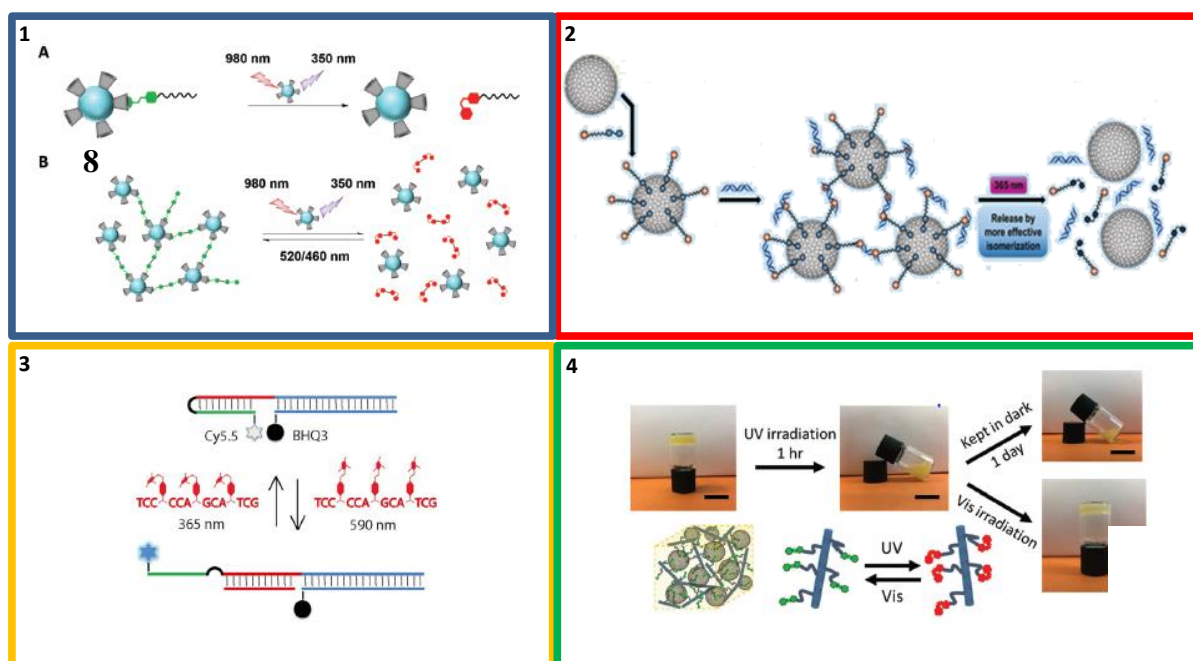 1
A
980 nm 350 nm
8
B
980 nm 350 nm
520/460 nm
2
365 nm
Release by
more effective
isomerization
3
Cy5.5 BHQ3
TCC CCA GCA TCG TCC CCA GCA TCG
365 nm 590 nm
4
UV irradiation
1 hr
Kept in dark
1 day
Vis irradiation
UV
Vis